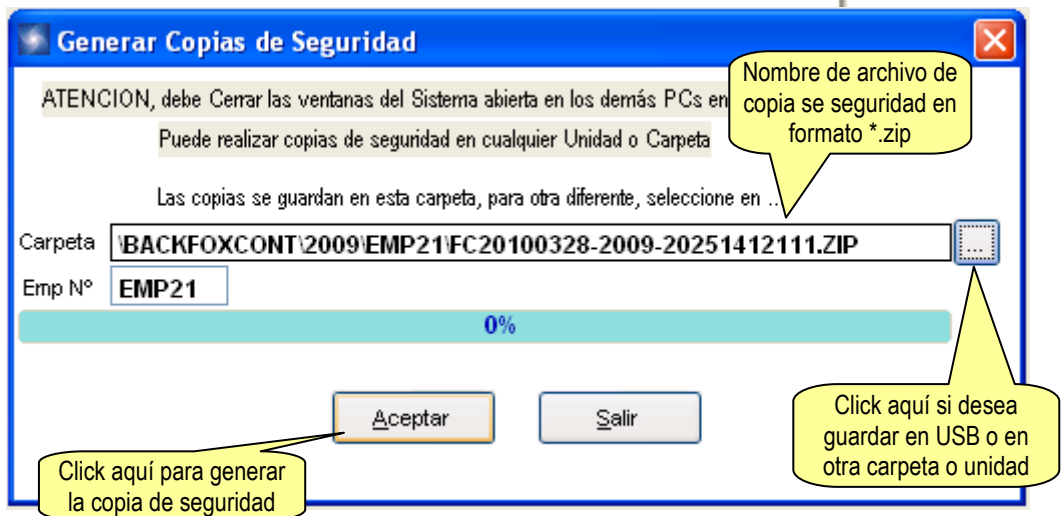 Generar Copias de Seguridad
ATENCION, debe Cerrar las ventanas del Sistema abierta en los demás PCs en
Nombre de archivo de
copia se seguridad en
formato *.zip
Puede realizar copias de seguridad en cualquier Unidad o Carpeta
Las copias se guardan en esta carpeta, para otra diferente, seleccione en ...
Carpeta \BACKFOXCONT\2009\EMP21\FC20100328-2009-20251412111.ZIP ...
Emp Nº EMP21
0%
Aceptar Salir
Click aquí si desea
guardar en USB o en
otra carpeta o unidad
Click aquí para generar
la copia de seguridad